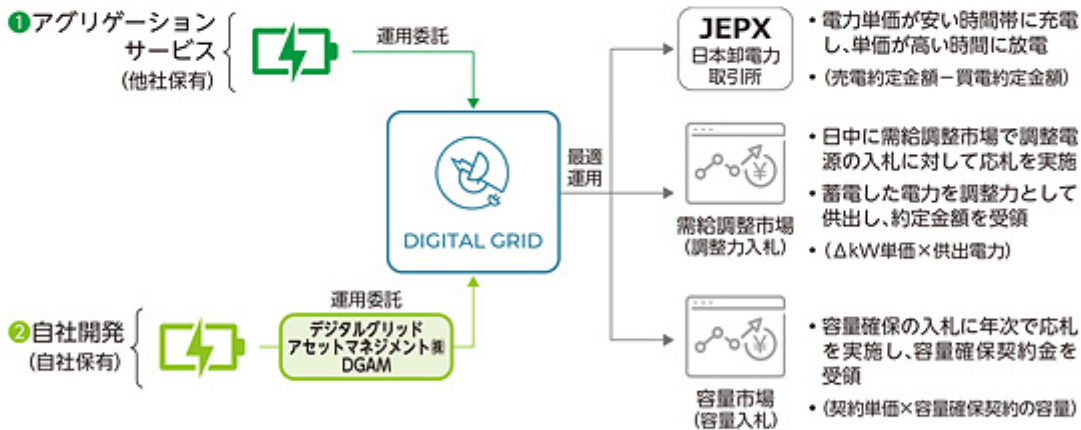 ❶アグリゲーション
サービス
(他社保有)
運用委託
DIGITAL GRID
❷自社開発
(自社保有)
運用委託
デジタルグリッド
アセットマネジメント㈱
DGAM
最適
運用
JEPX
日本卸電力
取引所
• 電力単価が安い時間帯に充電
し、単価が高い時間に放電
• (売電約定金額－買電約定金額)
¥
需給調整市場
(調整力入札)
• 日中に需給調整市場で調整電
源の入札に対して応札を実施
• 蓄電した電力を調整力として
供出し、約定金額を受領
• (ΔkW単価×供出電力)
¥
容量市場
(容量入札)
• 容量確保の入札に年次で応札
を実施し、容量確保契約金を
受領
• (契約単価×容量確保契約の容量)